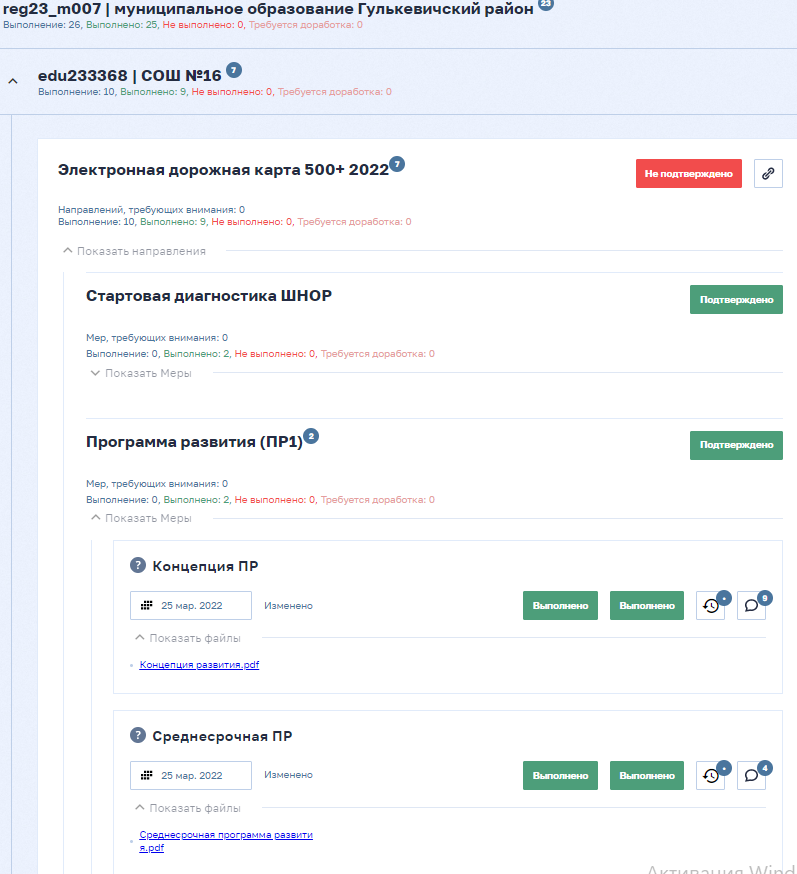 reg23_m007 | муниципальное образование Гулькевичский район 23
Выполнение: 26, Выполнено: 25, Не выполнено: 0, Требуется доработка: 0
edu233368 | СОШ №16 7
Выполнение: 10, Выполнено: 9, Не выполнено: 0, Требуется доработка: 0
Электронная дорожная карта 500+ 2022 7
Не подтверждено
Направлений, требующих внимания: 0
Выполнение: 10, Выполнено: 9, Не выполнено: 0, Требуется доработка: 0
Показать направления
Стартовая диагностика ШНОР
Подтверждено
Мер, требующих внимания: 0
Выполнение: 0, Выполнено: 2, Не выполнено: 0, Требуется доработка: 0
Показать Меры
Программа развития (ПР1) 2
Подтверждено
Мер, требующих внимания: 0
Выполнение: 0, Выполнено: 2, Не выполнено: 0, Требуется доработка: 0
Показать Меры
? Концепция ПР
25 мар. 2022 Изменено Выполнено Выполнено 9
Показать файлы
Концепция развития.pdf
? Среднесрочная ПР
25 мар. 2022 Изменено Выполнено Выполнено 4
Показать файлы
Среднесрочная программа развити
я.pdf
Активация Wind